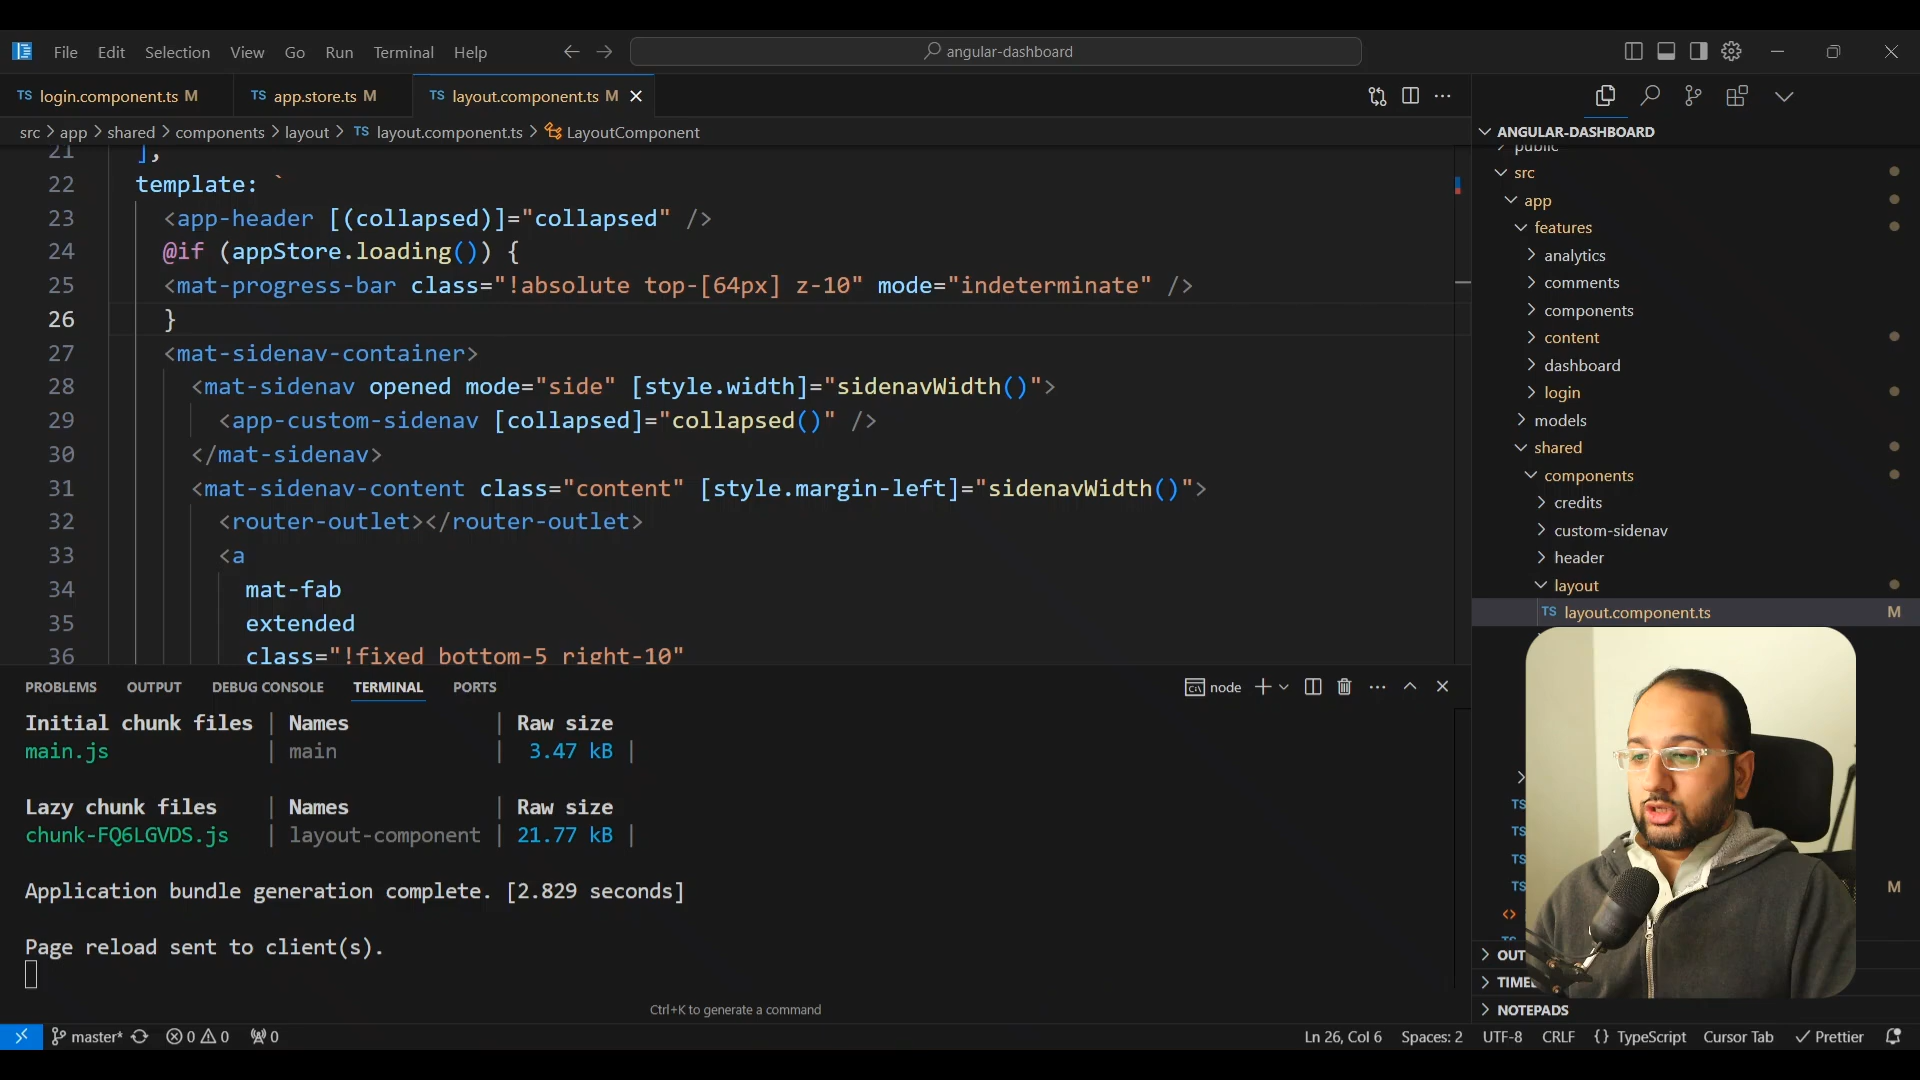 File Edit Selection View Go Run Terminal Help
angular-dashboard
TS login.component.ts M
TS app.store.ts M
TS layout.component.ts M
src > app > shared > components > layout > TS layout.component.ts > LayoutComponent
21 ],
22 template: `
23 <app-header [(collapsed)]="collapsed" />
24 @if (appStore.loading()) {
25 <mat-progress-bar class="!absolute top-[64px] z-10" mode="indeterminate" />
26 }
27 <mat-sidenav-container>
28 <mat-sidenav opened mode="side" [style.width]="sidenavWidth()">
29 <app-custom-sidenav [collapsed]="collapsed()" />
30 </mat-sidenav>
31 <mat-sidenav-content class="content" [style.margin-left]="sidenavWidth()">
32 <router-outlet></router-outlet>
33 <a
34 mat-fab
35 extended
36 class="!fixed bottom-5 right-10"
PROBLEMS OUTPUT DEBUG CONSOLE TERMINAL PORTS
node
Initial chunk files | Names | Raw size
main.js | main | 3.47 kB |
Lazy chunk files | Names | Raw size
chunk-FQ6LGVDS.js | layout-component | 21.77 kB |
Application bundle generation complete. [2.829 seconds]
Page reload sent to client(s).
Ctrl+K to generate a command
ANGULAR-DASHBOARD
public
src
app
features
analytics
comments
components
content
dashboard
login
models
shared
components
credits
custom-sidenav
header
layout
TS layout.component.ts M
TS
TS
TS
TS M
<>
OUT
TIME
NOTEPADS
master* 0 0 0
Ln 26, Col 6 Spaces: 2 UTF-8 CRLF {} TypeScript Cursor Tab Prettier